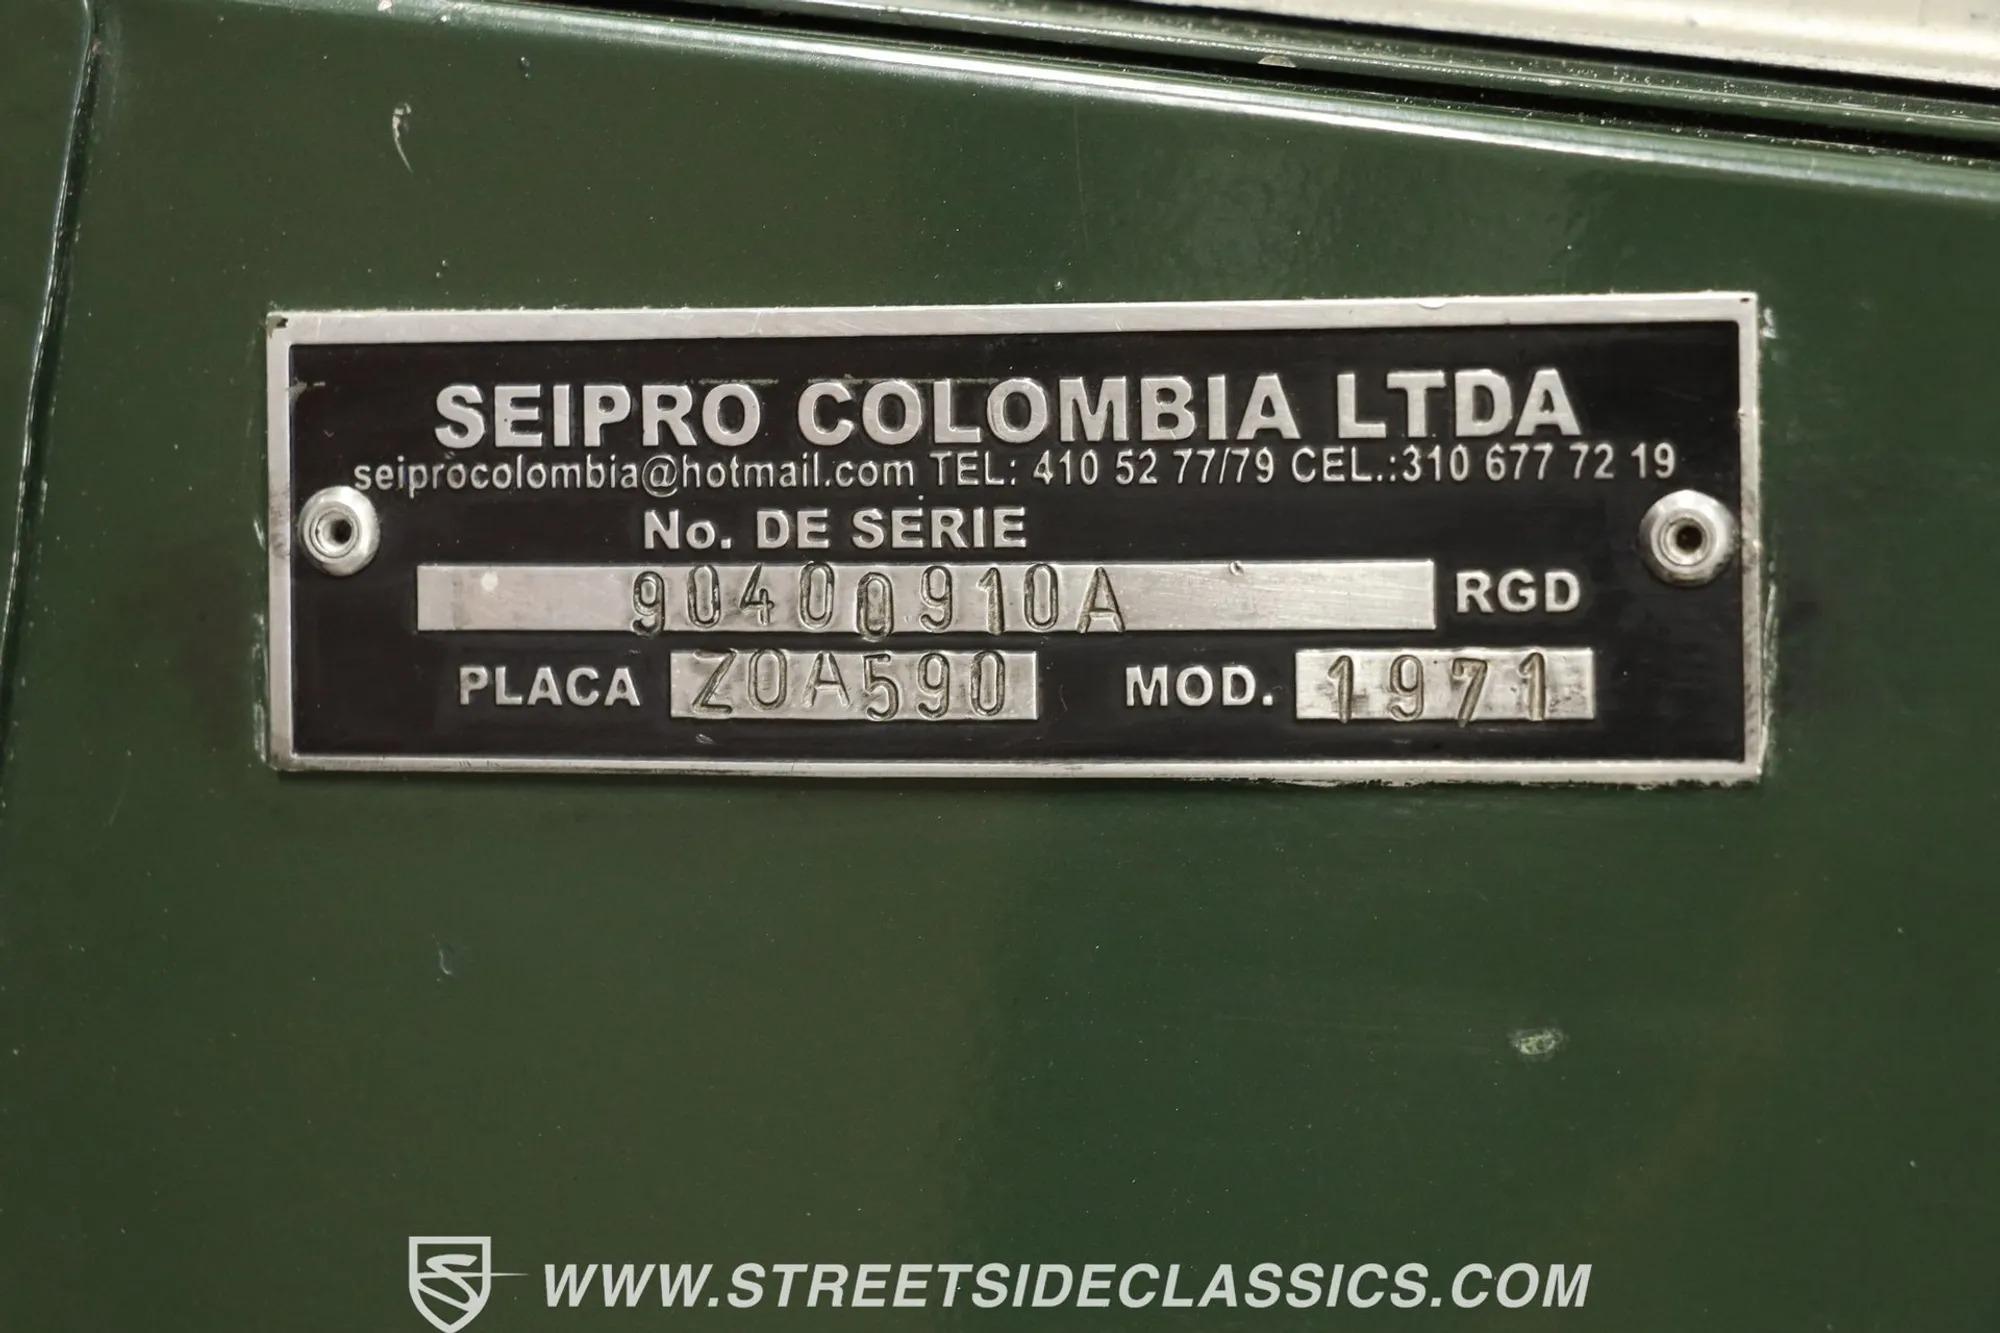 SEIPRO COLOMBIA LTDA
seiprocolombia@hotmail.com TEL: 410 52 77/79 CEL.:310 677 72 19
No. DE SERIE
90400910A RGD
PLACA ZOA590 MOD. 1971
WWW.STREETSIDECLASSICS.COM